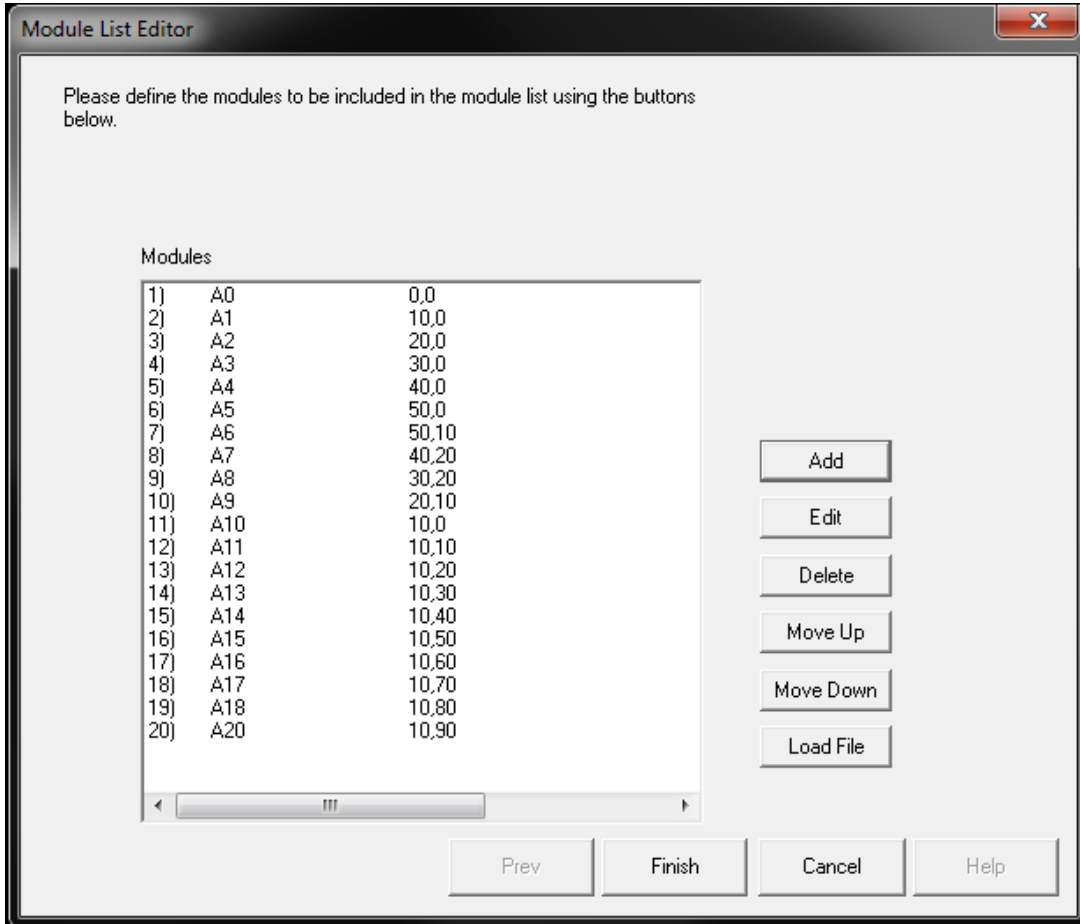 Module List Editor
Please define the modules to be included in the module list using the buttons
below.
Modules
1) A0 0,0
2) A1 10,0
3) A2 20,0
4) A3 30,0
5) A4 40,0
6) A5 50,0
7) A6 50,10
8) A7 40,20
9) A8 30,20
10) A9 20,10
11) A10 10,0
12) A11 10,10
13) A12 10,20
14) A13 10,30
15) A14 10,40
16) A15 10,50
17) A16 10,60
18) A17 10,70
19) A18 10,80
20) A20 10,90
Add
Edit
Delete
Move Up
Move Down
Load File
Prev Finish Cancel Help